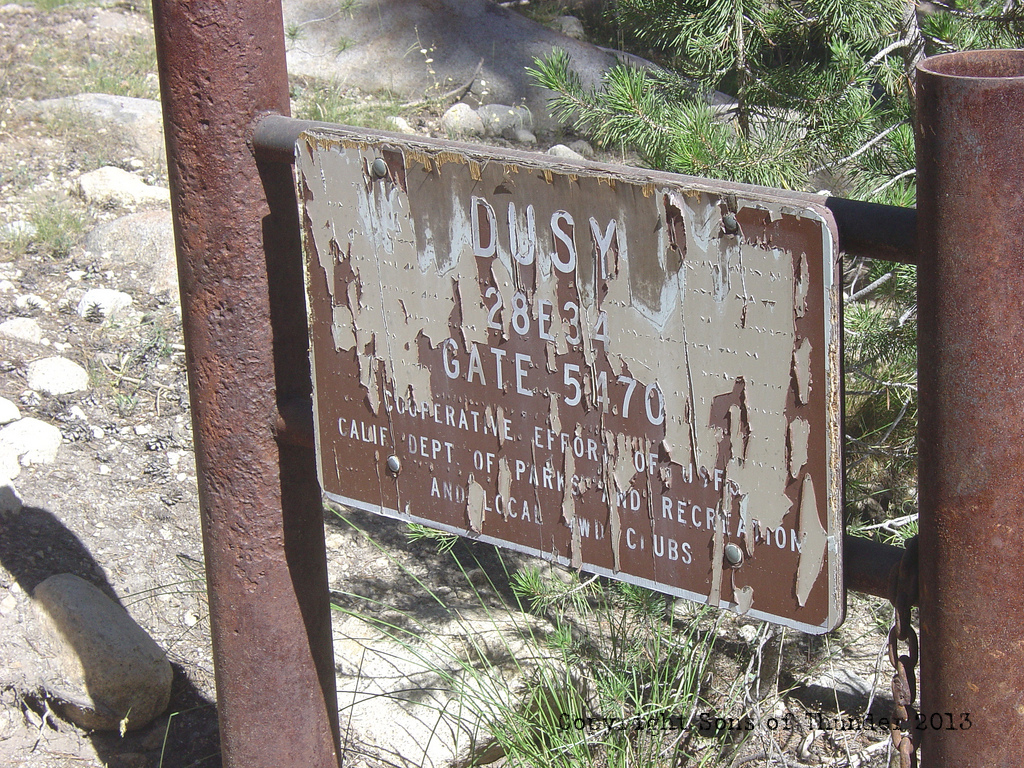 DUSY
28E34
GATE 5470
COOPERATIVE EFFORT OF USFS
CALIF DEPT OF PARKS AND RECREATION
AND LOCAL 4WD CLUBS
Copyright Sons of Thunder 2013